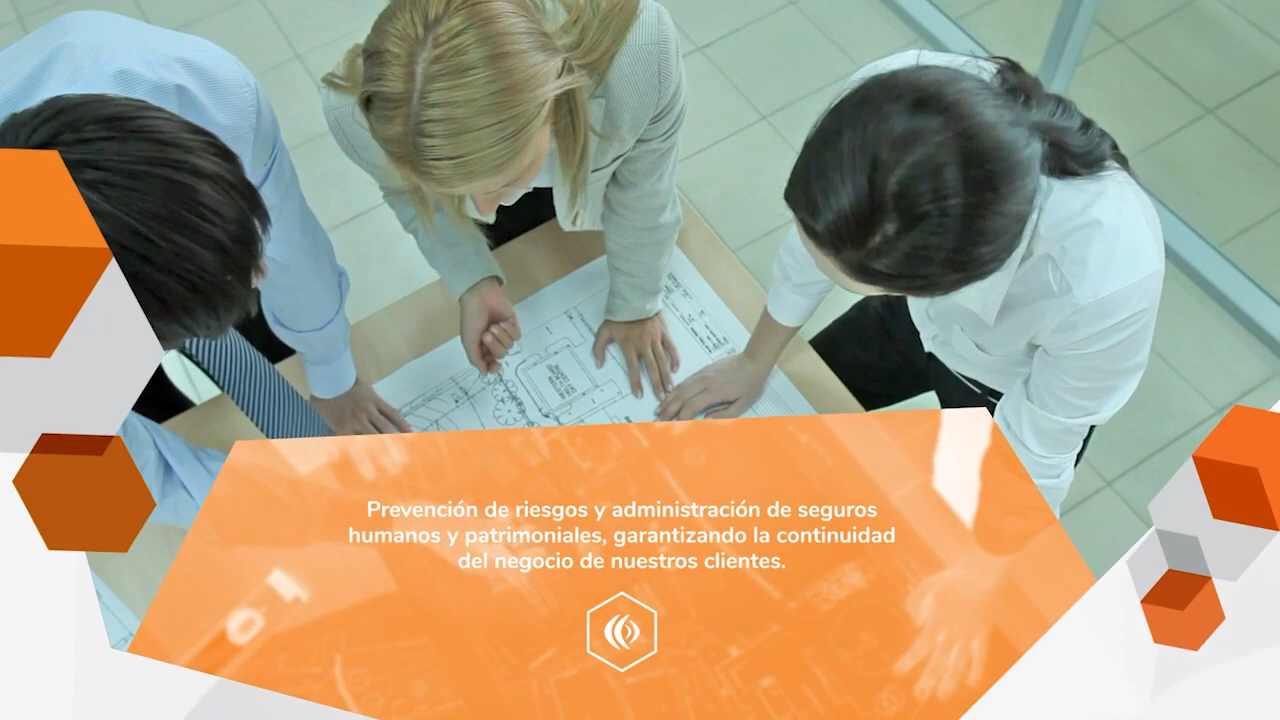 Prevención de riesgos y administración de seguros
humanos y patrimoniales, garantizando la continuidad
del negocio de nuestros clientes.